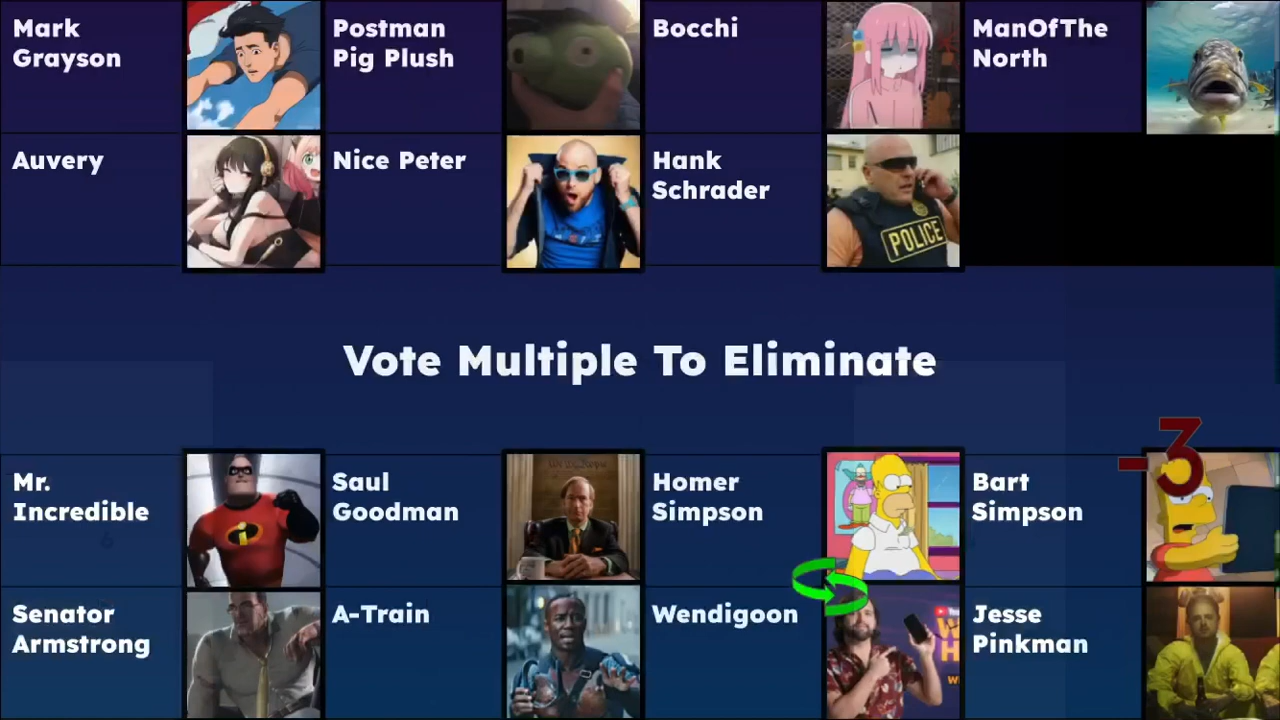 Mark
Grayson
Postman
Pig Plush
Bocchi
ManOfThe
North
Auvery
Nice Peter
Hank
Schrader
POLICE
Vote Multiple To Eliminate
-3
Mr.
Incredible
Saul
Goodman
Homer
Simpson
Bart
Simpson
Senator
Armstrong
A-Train
Wendigoon
Jesse
Pinkman